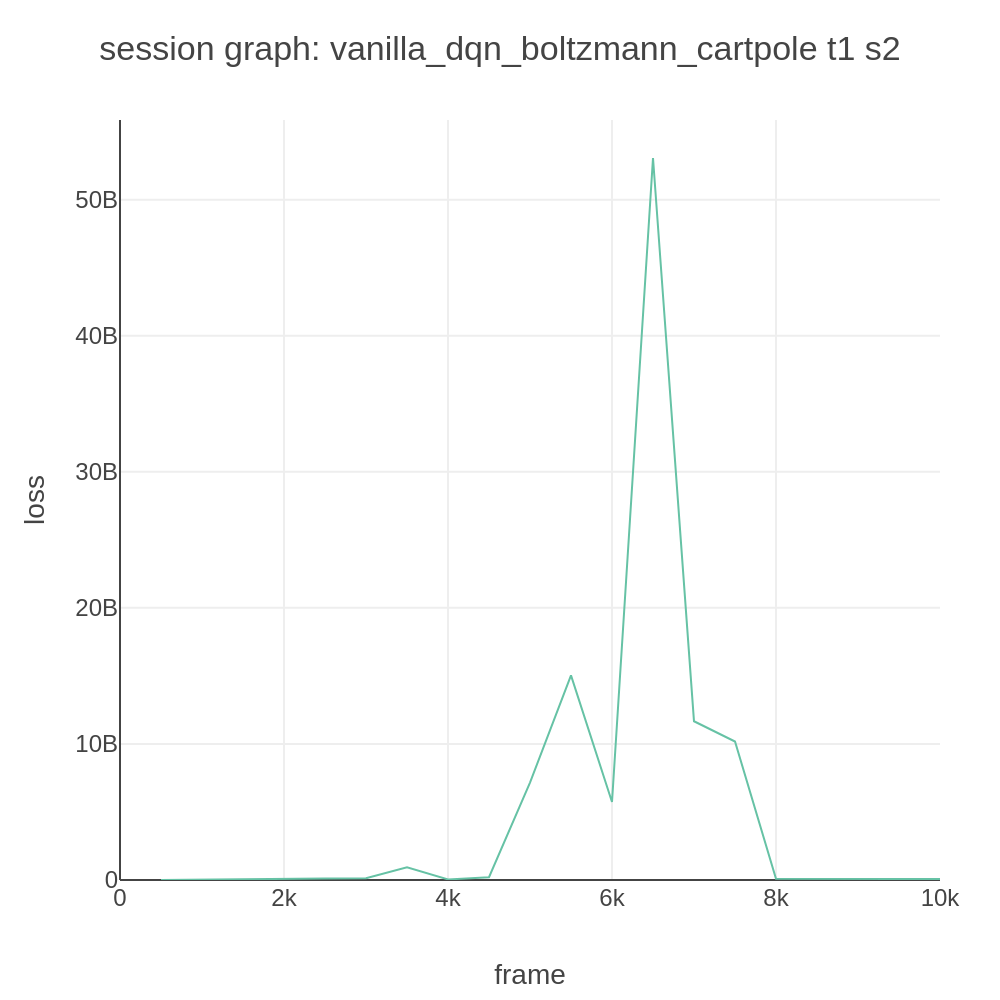 session graph: vanilla_dqn_boltzmann_cartpole t1 s2
50B
40B
30B
20B
10B
0
loss
0 2k 4k 6k 8k 10k
frame